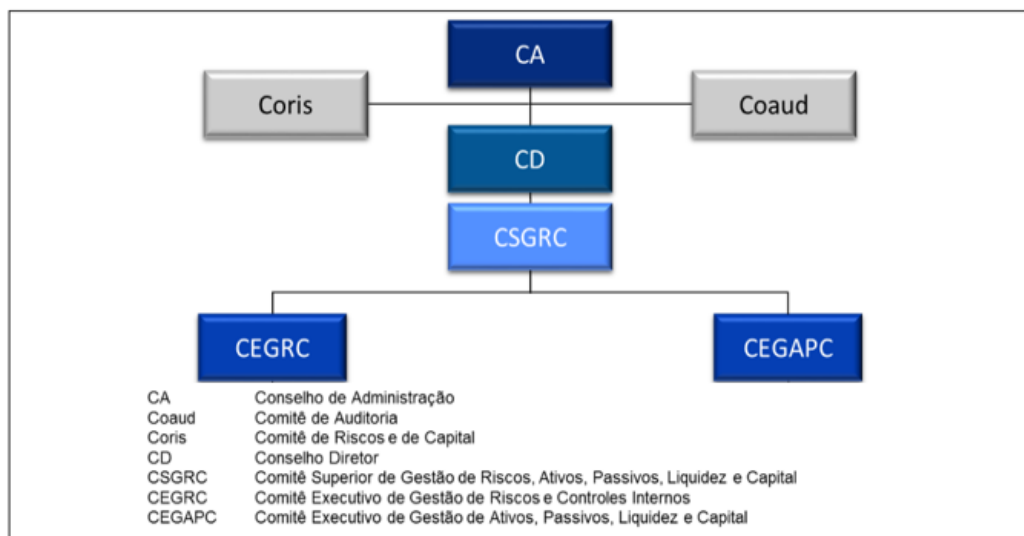 CA
Coris
Coaud
CD
CSGRC
CEGRC
CEGAPC
CA Conselho de Administração
Coaud Comitê de Auditoria
Coris Comitê de Riscos e de Capital
CD Conselho Diretor
CSGRC Comitê Superior de Gestão de Riscos, Ativos, Passivos, Liquidez e Capital
CEGRC Comitê Executivo de Gestão de Riscos e Controles Internos
CEGAPC Comitê Executivo de Gestão de Ativos, Passivos, Liquidez e Capital